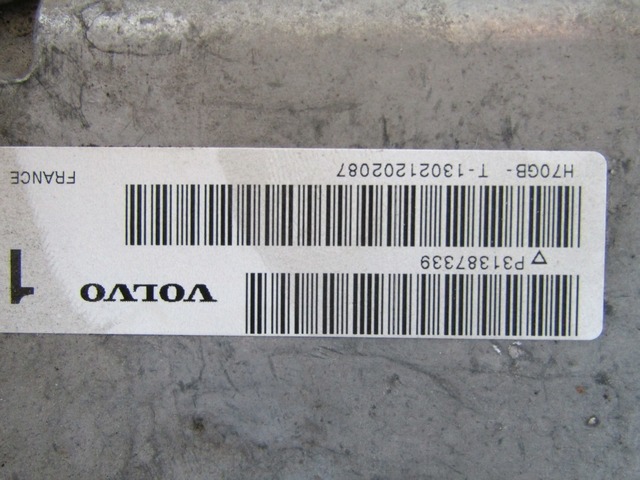 VOLVO
1
△ P31387339
H70GB- T-13021202087 FRANCE